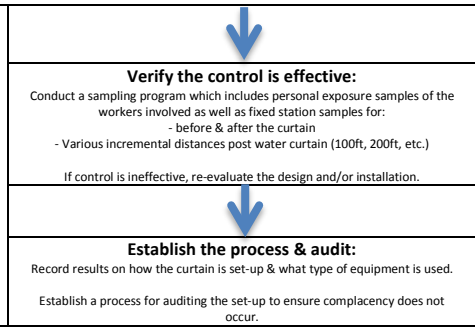 Verify the control is effective:
Conduct a sampling program which includes personal exposure samples of the
workers involved as well as fixed station samples for:
- before & after the curtain
- Various incremental distances post water curtain (100ft, 200ft, etc.)
If control is ineffective, re-evaluate the design and/or installation.
Establish the process & audit:
Record results on how the curtain is set-up & what type of equipment is used.
Establish a process for auditing the set-up to ensure complacency does not
occur.